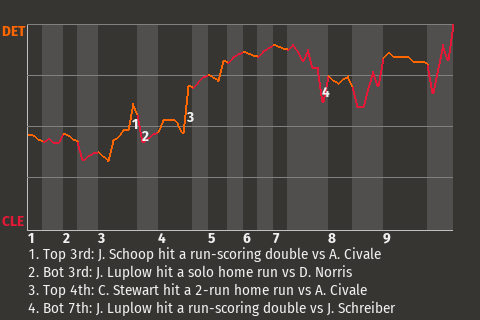 DET
1
2
3
4
CLE
1 2 3 4 5 6 7 8 9
1. Top 3rd: J. Schoop hit a run-scoring double vs A. Civale
2. Bot 3rd: J. Luplow hit a solo home run vs D. Norris
3. Top 4th: C. Stewart hit a 2-run home run vs A. Civale
4. Bot 7th: J. Luplow hit a run-scoring double vs J. Schreiber